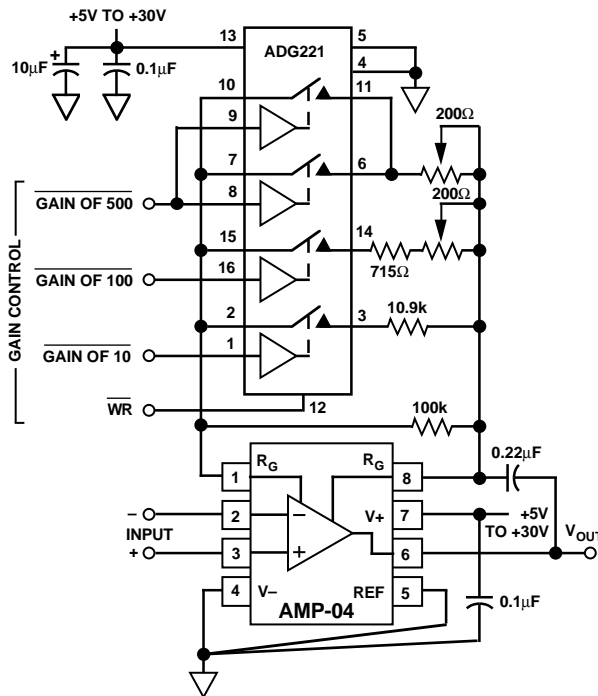 +5V TO +30V
13
ADG221
5
4
10μF
+
0.1μF
10
11
9
200Ω
7
6
GAIN OF 500
8
200Ω
15
14
GAIN CONTROL
GAIN OF 100
16
715Ω
2
3
10.9k
GAIN OF 10
1
WR
12
100k
0.22μF
1
RG
RG
8
–
2
–
V+
7
+5V
TO +30V
INPUT
VOUT
+
3
+
6
4
V–
REF
5
0.1μF
AMP-04